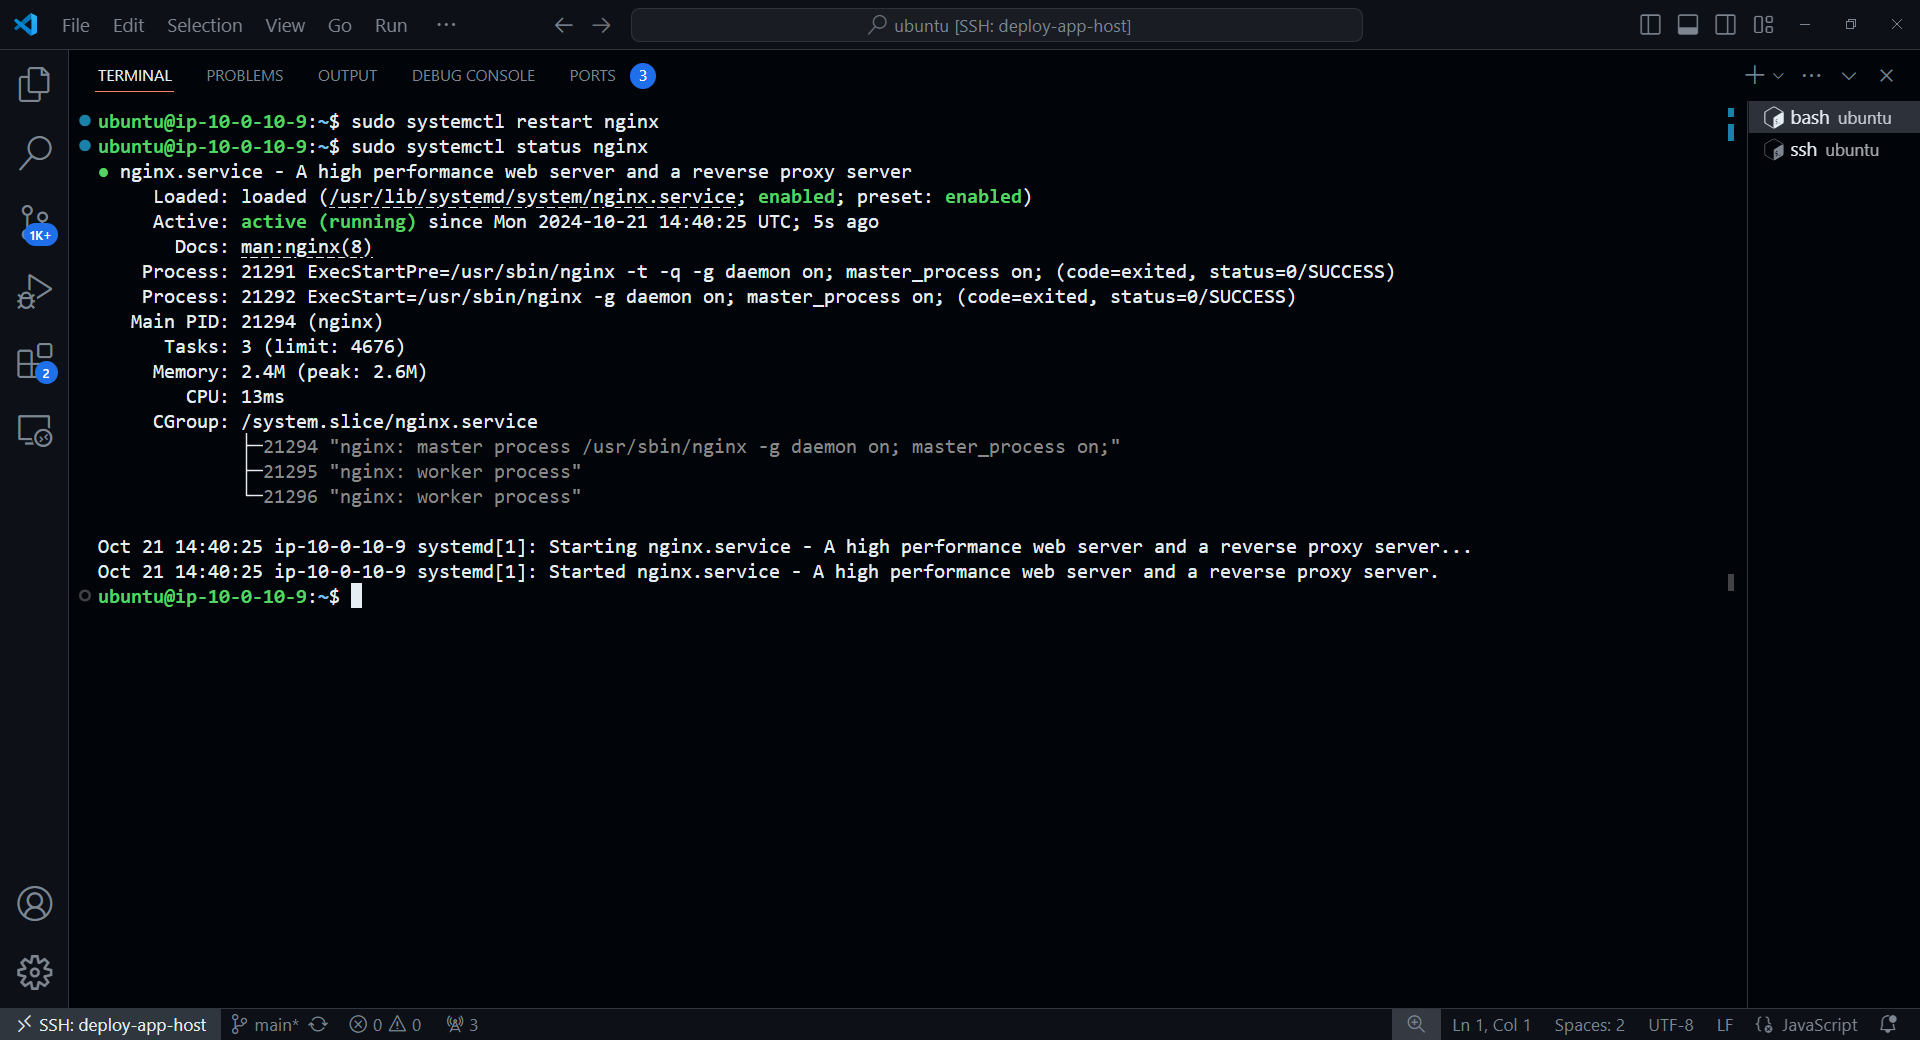 File Edit Selection View Go Run ··· ubuntu [SSH: deploy-app-host]
TERMINAL PROBLEMS OUTPUT DEBUG CONSOLE PORTS 3
ubuntu@ip-10-0-10-9:~$ sudo systemctl restart nginx
ubuntu@ip-10-0-10-9:~$ sudo systemctl status nginx
● nginx.service - A high performance web server and a reverse proxy server
Loaded: loaded (/usr/lib/systemd/system/nginx.service; enabled; preset: enabled)
Active: active (running) since Mon 2024-10-21 14:40:25 UTC; 5s ago
Docs: man:nginx(8)
Process: 21291 ExecStartPre=/usr/sbin/nginx -t -q -g daemon on; master_process on; (code=exited, status=0/SUCCESS)
Process: 21292 ExecStart=/usr/sbin/nginx -g daemon on; master_process on; (code=exited, status=0/SUCCESS)
Main PID: 21294 (nginx)
Tasks: 3 (limit: 4676)
Memory: 2.4M (peak: 2.6M)
CPU: 13ms
CGroup: /system.slice/nginx.service
├─21294 "nginx: master process /usr/sbin/nginx -g daemon on; master_process on;"
├─21295 "nginx: worker process"
└─21296 "nginx: worker process"
Oct 21 14:40:25 ip-10-0-10-9 systemd[1]: Starting nginx.service - A high performance web server and a reverse proxy server...
Oct 21 14:40:25 ip-10-0-10-9 systemd[1]: Started nginx.service - A high performance web server and a reverse proxy server.
ubuntu@ip-10-0-10-9:~$
bash ubuntu
ssh ubuntu
1K+
2
SSH: deploy-app-host main* 0 0 3 Ln 1, Col 1 Spaces: 2 UTF-8 LF JavaScript